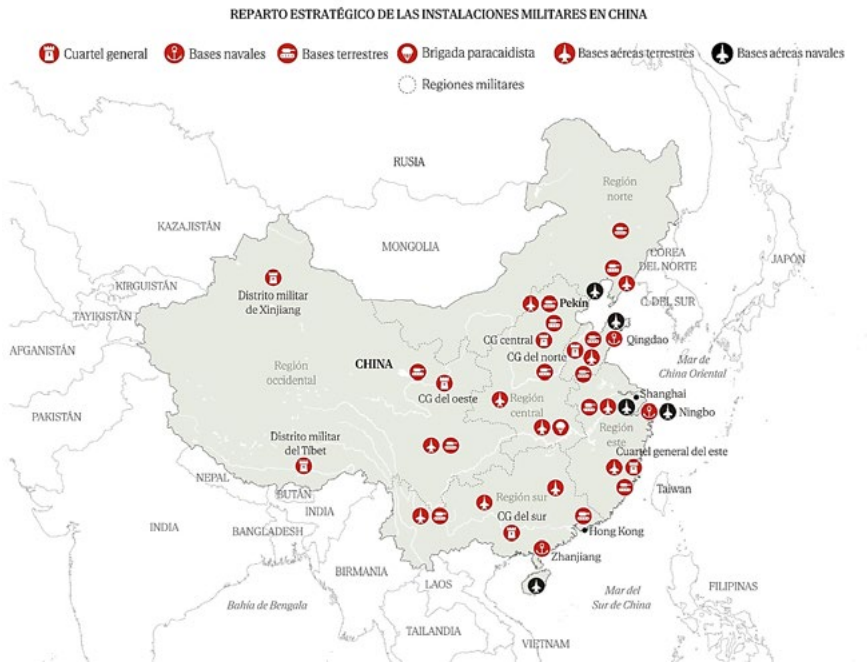 REPARTO ESTRATÉGICO DE LAS INSTALACIONES MILITARES EN CHINA
Cuartel general
Bases navales
Bases terrestres
Brigada paracaidista
Bases aéreas terrestres
Bases aéreas navales
Regiones militares
RUSIA
Región
norte
KAZAJISTÁN
MONGOLIA
COREA
DEL NORTE
JAPÓN
KIRGUISTÁN
Distrito militar
de Xinjiang
Pekín
C. DEL SUR
TAYIKISTÁN
AFGANISTÁN
CG central
Qingdao
CG del norte
Mar de
China Oriental
CHINA
Región
occidental
CG del oeste
Región
central
Shanghai
Ningbo
PAKISTÁN
Región
este
Distrito militar
del Tíbet
Cuartel general del este
NEPAL
BUTÁN
INDIA
Taiwan
Región sur
CG del sur
INDIA
BANGLADESH
Hong Kong
Zhanjiang
BIRMANIA
LAOS
Mar del
Sur de China
FILIPINAS
Bahía de Bengala
TAILANDIA
VIETNAM